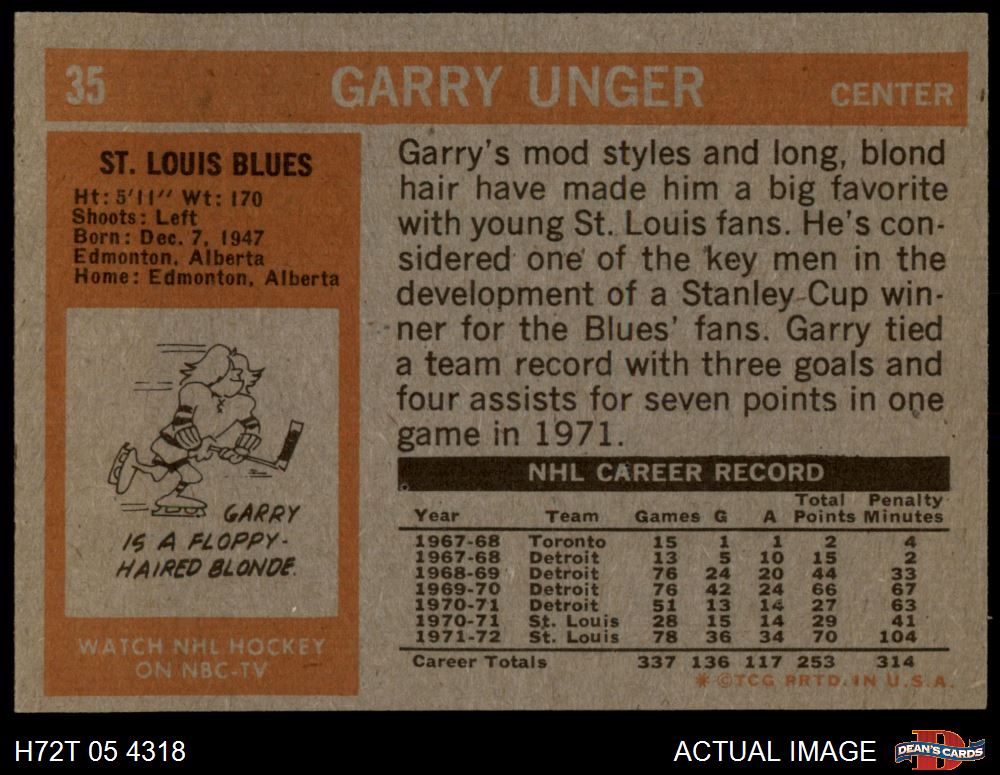 35 GARRY UNGER CENTER
ST. LOUIS BLUES
Ht: 5'11" Wt: 170
Shoots: Left
Born: Dec. 7, 1947
Edmonton, Alberta
Home: Edmonton, Alberta
GARRY
IS A FLOPPY-
HAIRED BLONDE.
WATCH NHL HOCKEY
ON NBC-TV
Garry's mod styles and long, blond
hair have made him a big favorite
with young St. Louis fans. He's con-
sidered one of the key men in the
development of a Stanley Cup win-
ner for the Blues' fans. Garry tied
a team record with three goals and
four assists for seven points in one
game in 1971.
NHL CAREER RECORD
Total Penalty
Year Team Games G A Points Minutes
1967-68 Toronto 15 1 1 2 4
1967-68 Detroit 13 5 10 15 2
1968-69 Detroit 76 24 20 44 33
1969-70 Detroit 76 42 24 66 67
1970-71 Detroit 51 13 14 27 63
1970-71 St. Louis 28 15 14 29 41
1971-72 St. Louis 78 36 34 70 104
Career Totals 337 136 117 253 314
* ©TCG PRTD. IN U.S.A.
H72T 05 4318 ACTUAL IMAGE D DEAN'S CARDS